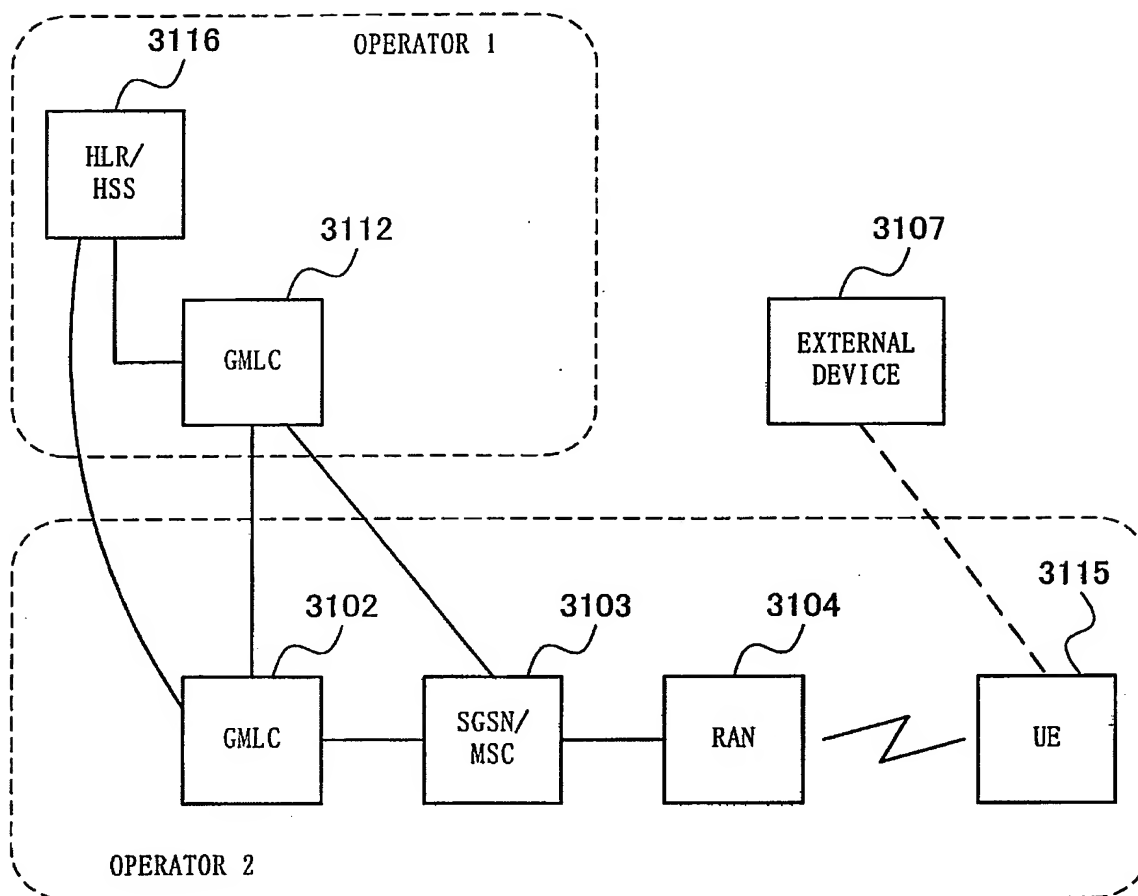 3116
OPERATOR 1
HLR/
HSS
3112
GMLC
3107
EXTERNAL
DEVICE
3102
3103
3104
3115
GMLC
SGSN/
MSC
RAN
UE
OPERATOR 2